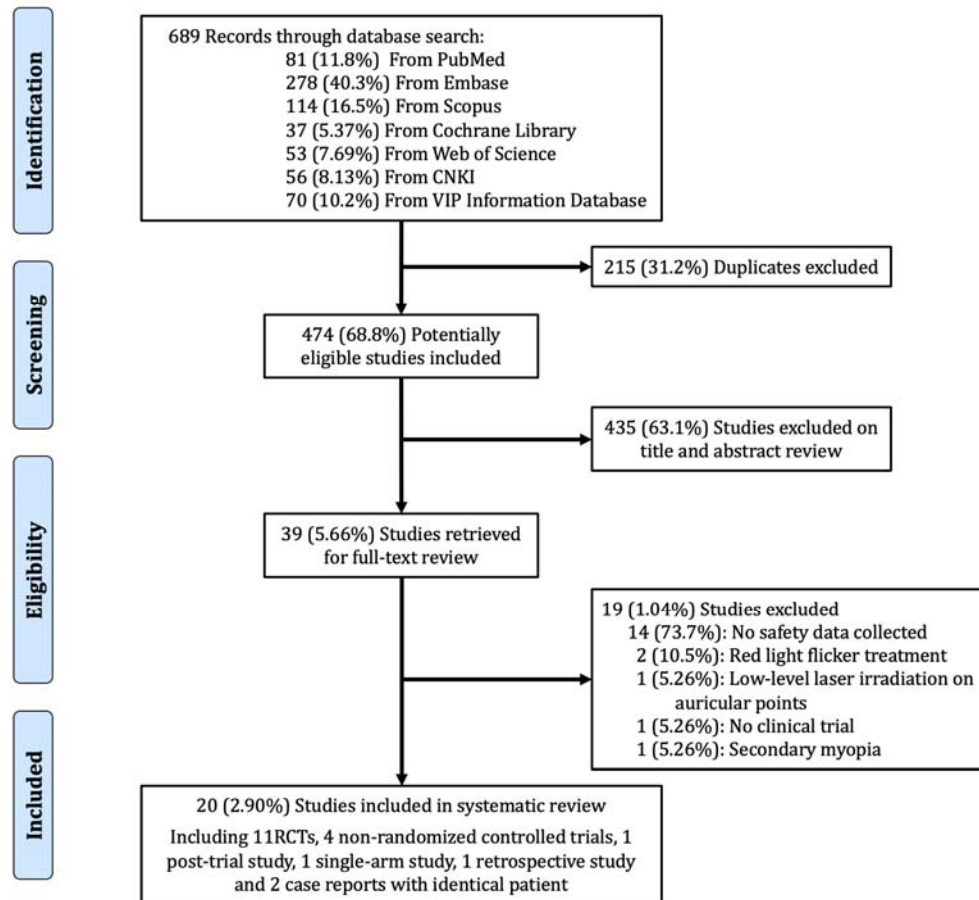 Identification
689 Records through database search:
81 (11.8%) From PubMed
278 (40.3%) From Embase
114 (16.5%) From Scopus
37 (5.37%) From Cochrane Library
53 (7.69%) From Web of Science
56 (8.13%) From CNKI
70 (10.2%) From VIP Information Database
215 (31.2%) Duplicates excluded
Screening
474 (68.8%) Potentially
eligible studies included
435 (63.1%) Studies excluded on
title and abstract review
Eligibility
39 (5.66%) Studies retrieved
for full-text review
19 (1.04%) Studies excluded
14 (73.7%): No safety data collected
2 (10.5%): Red light flicker treatment
1 (5.26%): Low-level laser irradiation on
auricular points
1 (5.26%): No clinical trial
1 (5.26%): Secondary myopia
Included
20 (2.90%) Studies included in systematic review
Including 11RCTs, 4 non-randomized controlled trials, 1
post-trial study, 1 single-arm study, 1 retrospective study
and 2 case reports with identical patient